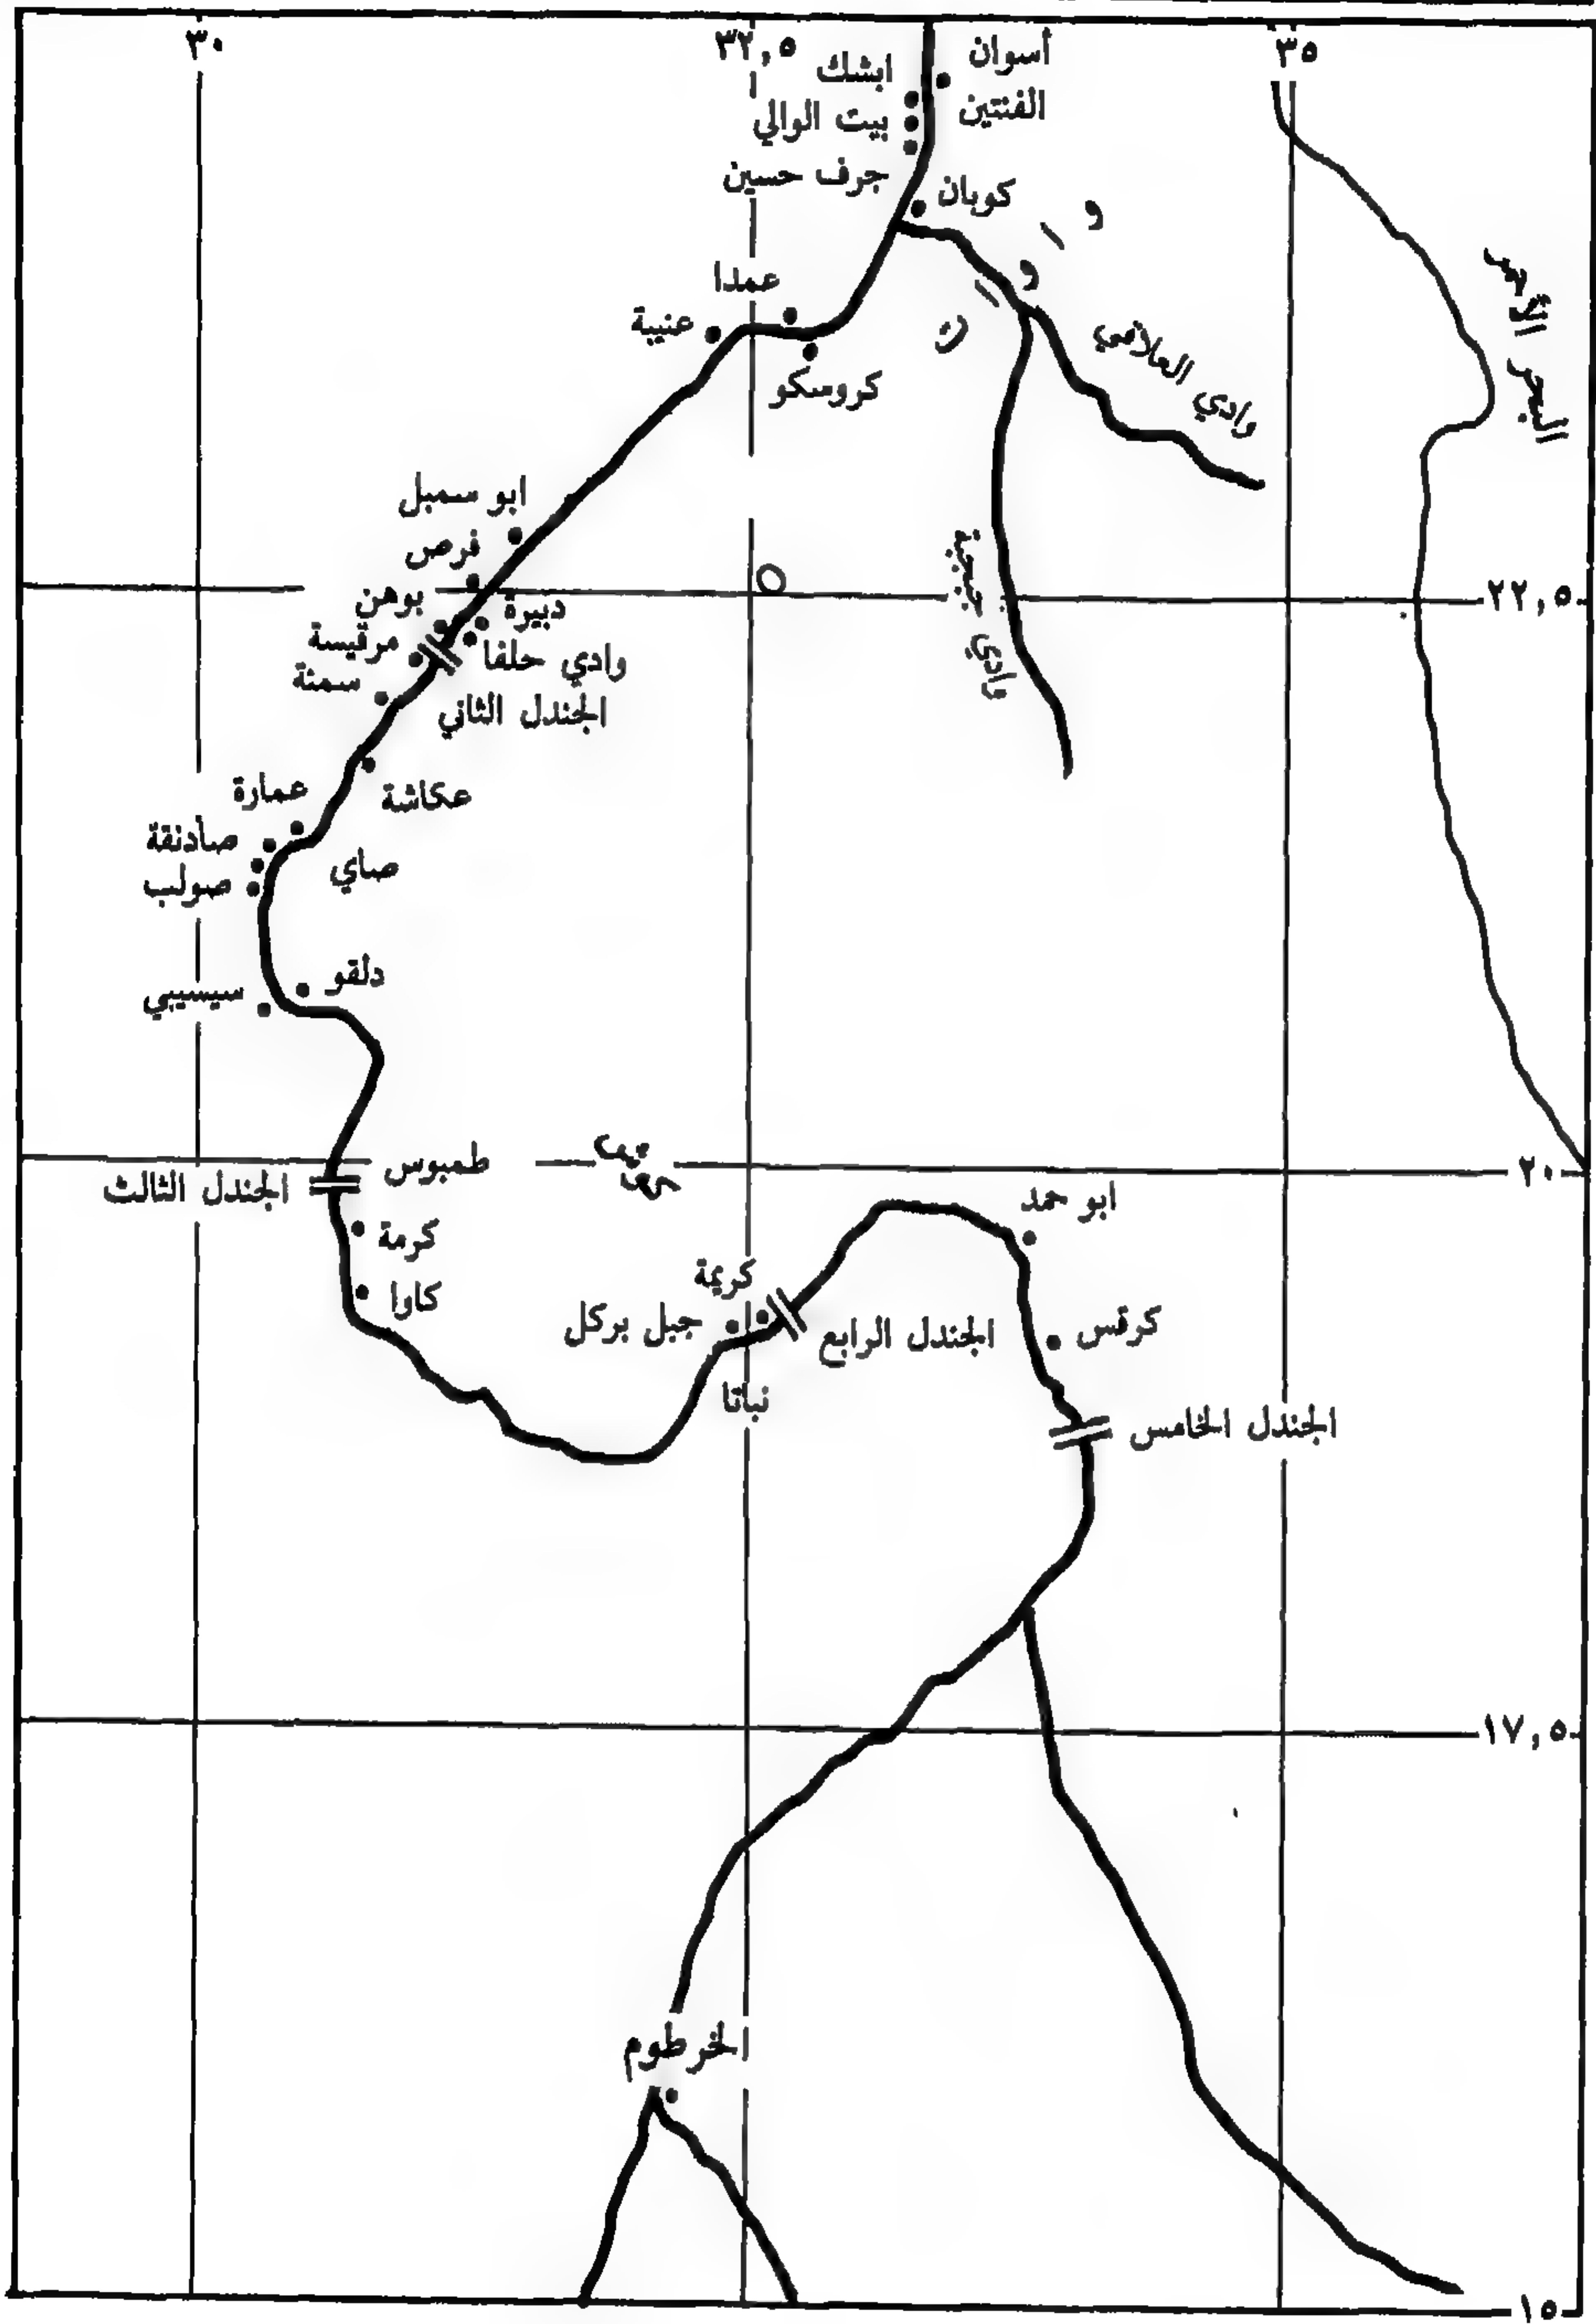 ٣٠
٣٢,٥
٣٥
أسوان
ابشك
الفنتين
بيت الوالي
جرف حسين
كوبان
و ا و ا ت
البحر الأحمر
عمدا
عنيبة
كروسكو
وادي العلاقي
ابو سمبل
فرص
وادي جبجبة
٢٢,٥
بوهن
دبيرة
مرقيسة
وادي حلفا
سمنة
الجندل الثاني
عكاشة
عمارة
صادنقة
صاي
صولب
دلقو
سيسيبي
طمبوس
كوش
٢٠
الجندل الثالث
ابو حمد
كرمة
كريمة
كاوا
جبل بركل
الجندل الرابع
كرقس
نباتا
الجندل الخامس
١٧,٥
الخرطوم
١٥